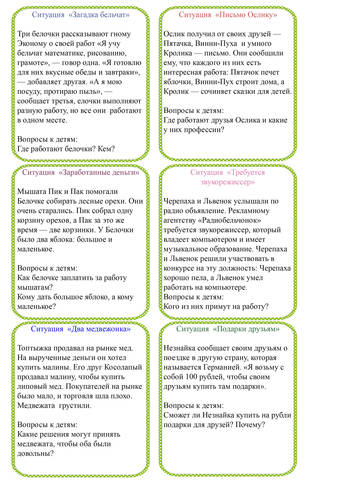 Ситуация «Загадка бельчат»
Три белочки рассказывают гному
Эконому о своей работ «Я учу
бельчат математике, рисованию,
грамоте», — говор одна. «Я готовлю
для них вкусные обеды и завтраки»,
— добавляет другая. «А я мою
посуду, протираю пыль», —
сообщает третья, елочки выполняют
разную работу, но все они работают
в одном месте.
Вопросы к детям:
Где работают белочки? Кем?
Ситуация «Письмо Ослику»
Ослик получил от своих друзей —
Пятачка, Винни-Пуха и умного
Кролика — письмо. Они сообщили
ему, что каждого из них есть
интересная работа: Пятачок печет
яблочки, Вини-Пух строит дома, а
Кролик — сочиняет сказки для детей.
Вопросы к детям:
Где работают друзья Ослика и какие
у них профессии?
Ситуация «Заработанные деньги»
Мышата Пик и Пак помогали
Белочке собирать лесные орехи. Они
очень старались. Пик собрал одну
корзину орехов, а Пак за это же
время — две корзинки. У Белочки
было два яблока: большое и
маленькое.
Вопросы к детям:
Как белочке заплатить за работу
мышатам?
Кому дать большое яблоко, а кому
маленькое?
Ситуация «Требуется
звукорежиссер»
Черепаха и Львенок услышали по
радио объявление. Рекламному
агентству «Радиобельчонок»
требуется звукорежиссер, который
владеет компьютером и имеет
музыкальное образование. Черепаха
и Львенок решили участвовать в
конкурсе на эту должность: Черепаха
хорошо пела, а Львенок умел
работать на компьютере.
Вопросы к детям:
Кого из них примут на работу?
Ситуация «Два медвежонка»
Топтыжка продавал на рынке мед.
На вырученные деньги он хотел
купить малины. Его друг Косолапый
продавал малину, чтобы купить
липовый мед. Покупателей на рынке
было мало, и торговля шла плохо.
Медвежата грустили.
Вопросы к детям:
Какие решения могут принять
медвежата, чтобы оба были
довольны?
Ситуация «Подарки друзьям»
Незнайка сообщает своим друзьям о
поездке в другую страну, которая
называется Германией. «Я возьму с
собой 100 рублей, чтобы своим
друзьям купить там подарки».
Вопросы к детям:
Сможет ли Незнайка купить на рубли
подарки для друзей? Почему?